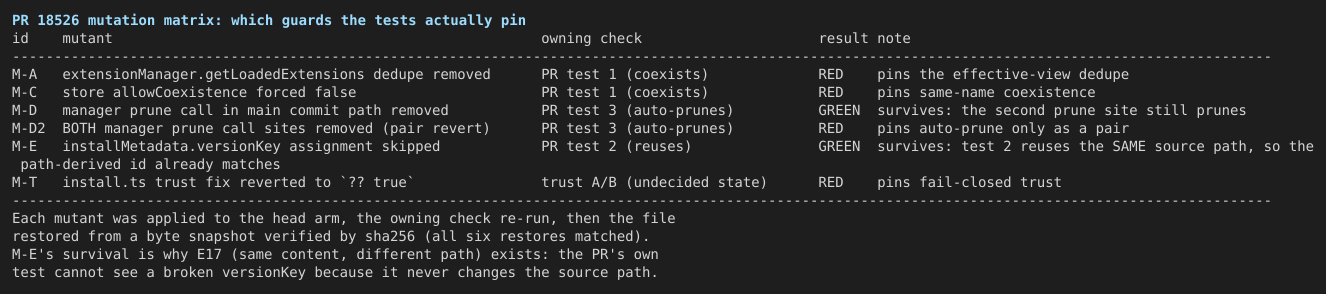 PR 18526 mutation matrix: which guards the tests actually pin
id    mutant                                                   owning check                     result note
------------------------------------------------------------------------------------------------------------------------------------------------------
M-A   extensionManager.getLoadedExtensions dedupe removed      PR test 1 (coexists)             RED    pins the effective-view dedupe
M-C   store allowCoexistence forced false                      PR test 1 (coexists)             RED    pins same-name coexistence
M-D   manager prune call in main commit path removed           PR test 3 (auto-prunes)          GREEN  survives: the second prune site still prunes
M-D2  BOTH manager prune call sites removed (pair revert)      PR test 3 (auto-prunes)          RED    pins auto-prune only as a pair
M-E   installMetadata.versionKey assignment skipped            PR test 2 (reuses)               GREEN  survives: test 2 reuses the SAME source path, so the
 path-derived id already matches
M-T   install.ts trust fix reverted to `?? true`               trust A/B (undecided state)      RED    pins fail-closed trust
------------------------------------------------------------------------------------------------------------------------------------------------------
Each mutant was applied to the head arm, the owning check re-run, then the file
restored from a byte snapshot verified by sha256 (all six restores matched).
M-E's survival is why E17 (same content, different path) exists: the PR's own
test cannot see a broken versionKey because it never changes the source path.